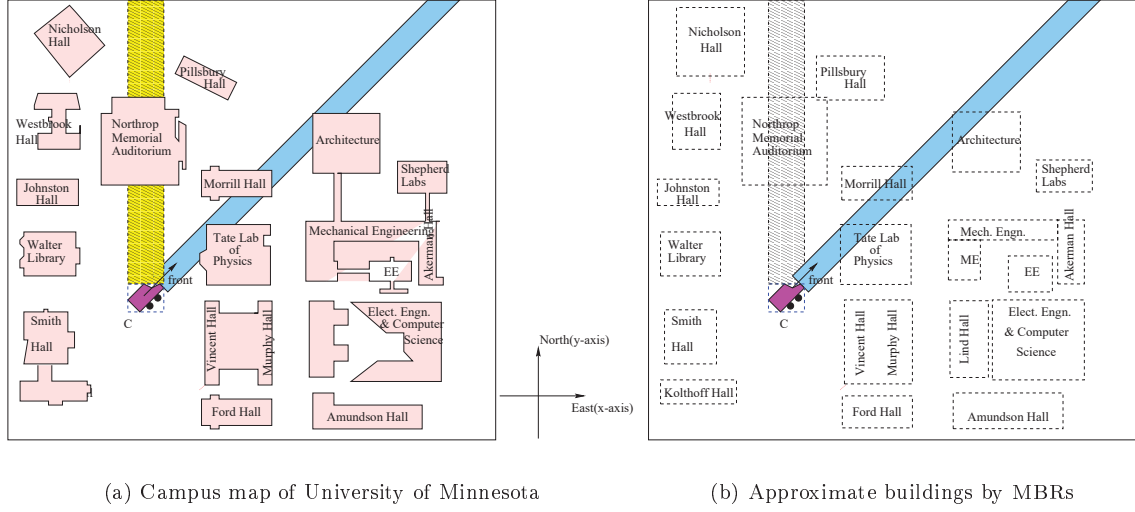 Nicholson
Hall
Pillsbury
Hall
Westbrook
Hall
Northrop
Memorial
Auditorium
Architecture
Shepherd
Labs
Johnston
Hall
Morrill Hall
Walter
Library
Tate Lab
of
Physics
Mechanical Engineering
Akerman Hall
EE
front
C
Smith
Hall
Vincent Hall
Murphy Hall
Elect. Engn.
& Computer
Science
Ford Hall
Amundson Hall
North(y-axis)
East(x-axis)
Nicholson
Hall
Pillsbury
Hall
Westbrook
Hall
Northrop
Memorial
Auditorium
Architecture
Shepherd
Labs
Johnston
Hall
Morrill Hall
Walter
Library
Tate Lab
of
Physics
Mech. Engn.
ME
EE
Akerman Hall
front
C
Smith
Hall
Vincent Hall
Murphy Hall
Lind Hall
Elect. Engn.
& Computer
Science
Kolthoff Hall
Ford Hall
Amundson Hall
(a) Campus map of University of Minnesota
(b) Approximate buildings by MBRs